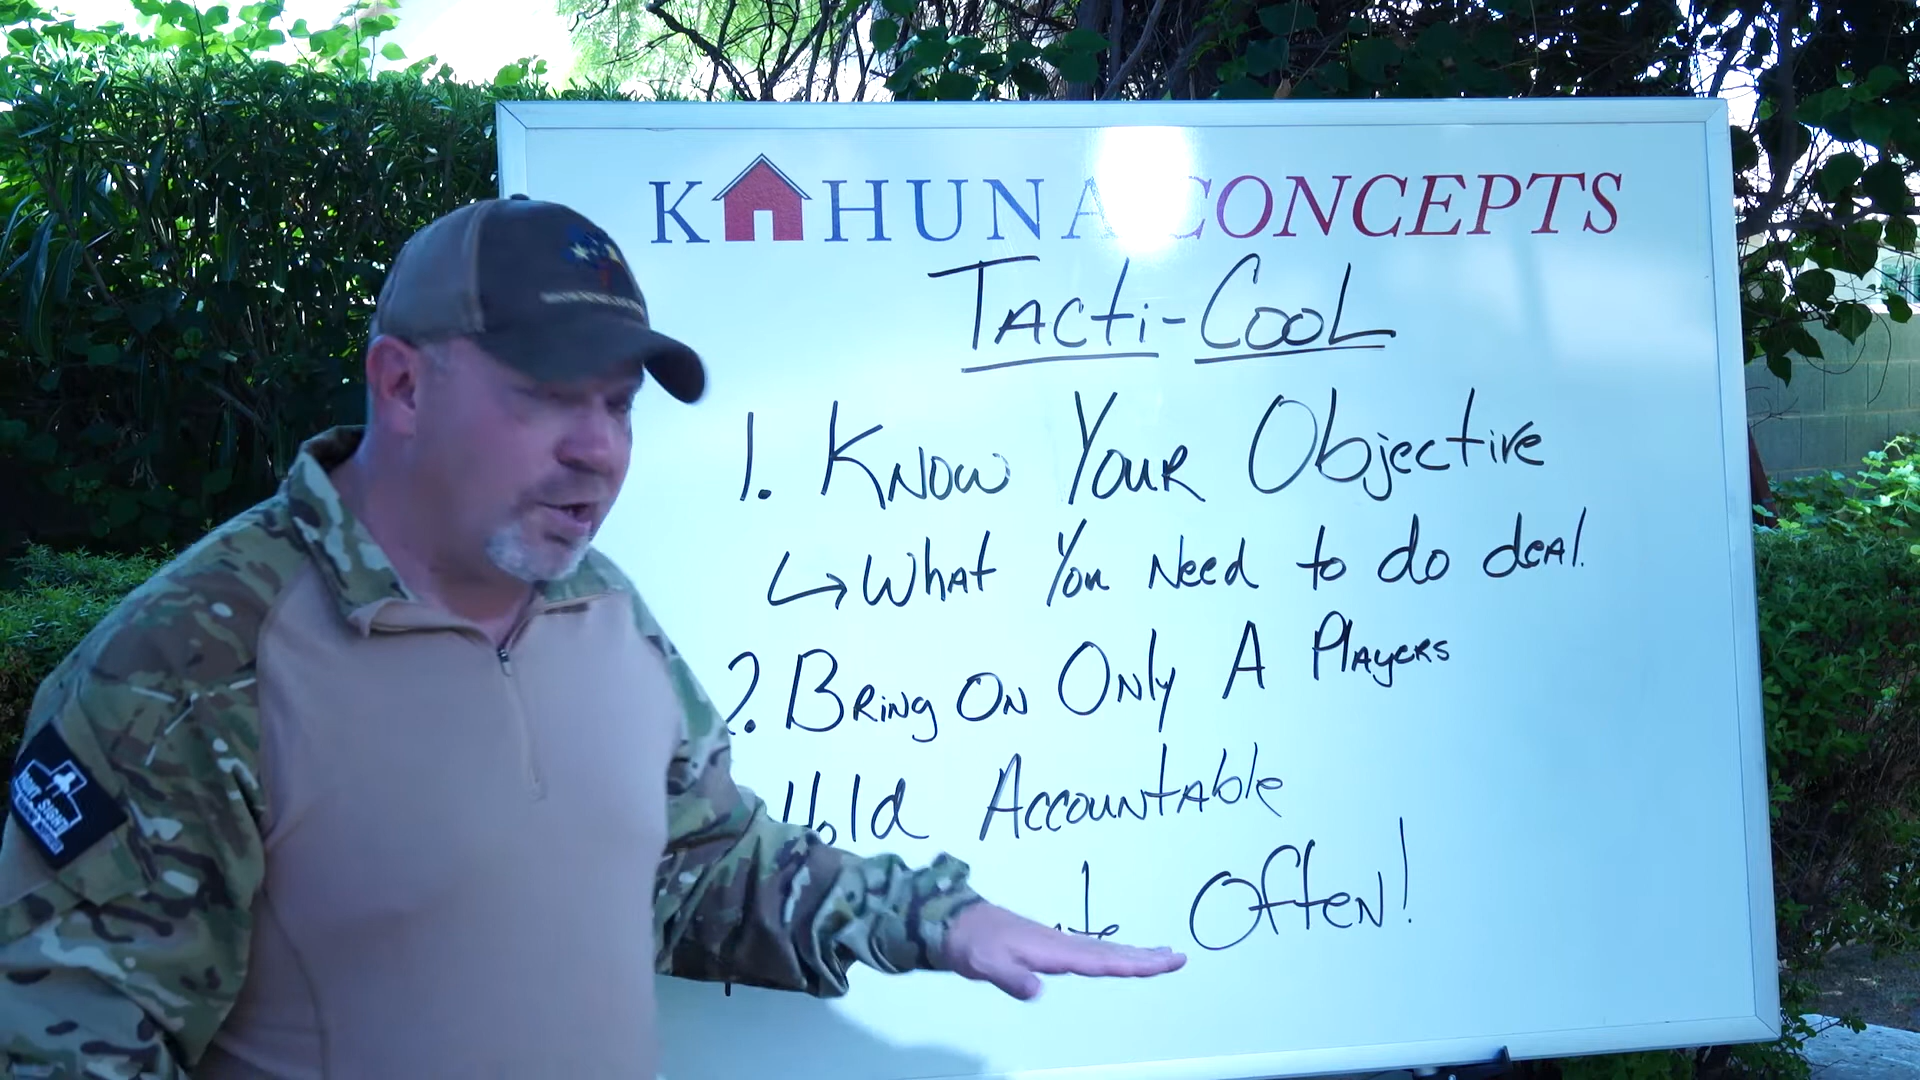 KAHUNA CONCEPTS
TActi-CooL
1. KNow YouR Objective
↳ What You Need to do deal.
2. BRiNg ON ONly A PlAyeRs
Hold AccouNtAble
OfteN!